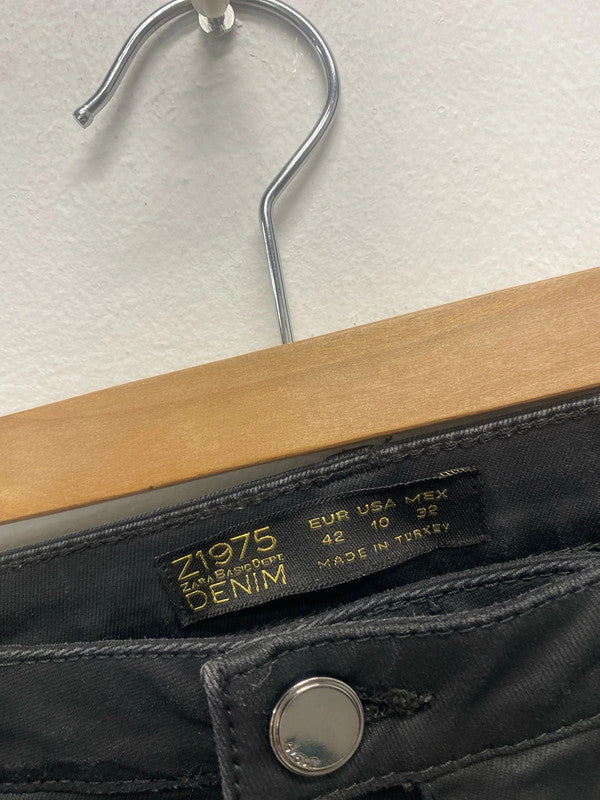 Z1975
ZARA BASIC DEPT.
DENIM
EUR USA MEX
42 10 32
MADE IN TURKEY